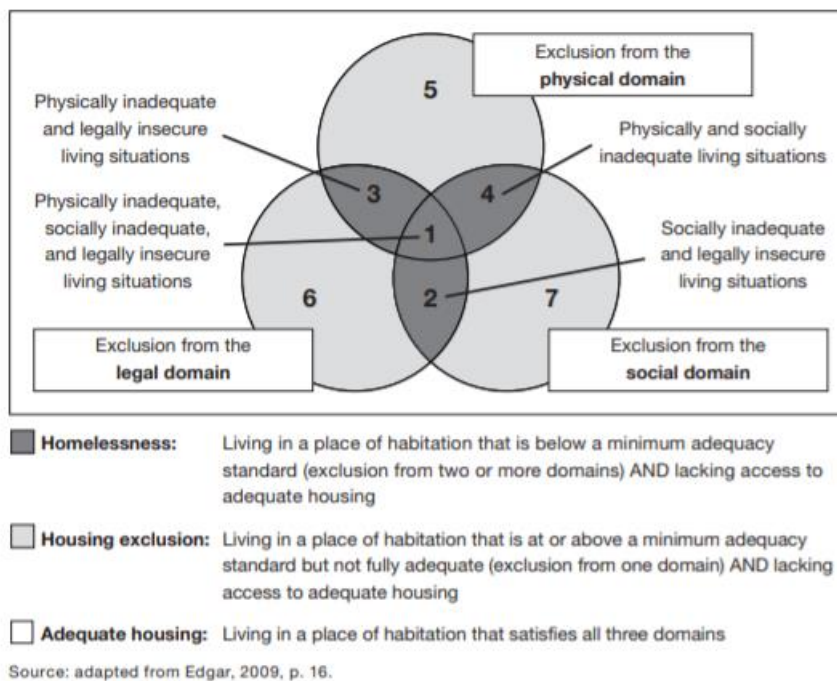 Exclusion from the
physical domain
5
Physically inadequate
and legally insecure
living situations
Physically and socially
inadequate living situations
3
4
Physically inadequate,
socially inadequate,
and legally insecure
living situations
1
Socially inadequate
and legally insecure
living situations
6
2
7
Exclusion from the
legal domain
Exclusion from the
social domain
Homelessness: Living in a place of habitation that is below a minimum adequacy
standard (exclusion from two or more domains) AND lacking access to
adequate housing
Housing exclusion: Living in a place of habitation that is at or above a minimum adequacy
standard but not fully adequate (exclusion from one domain) AND lacking
access to adequate housing
Adequate housing: Living in a place of habitation that satisfies all three domains
Source: adapted from Edgar, 2009, p. 16.